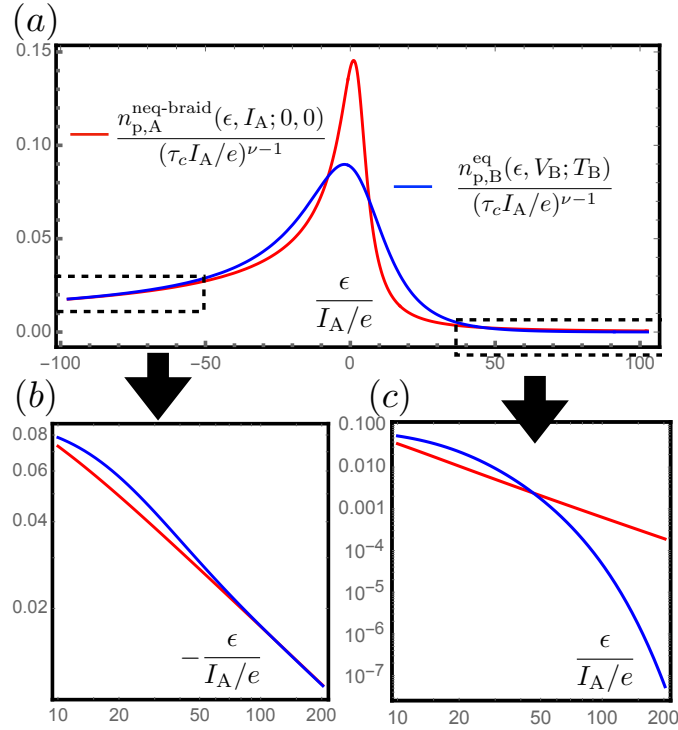 (a)
0.15
0.10
0.05
0.00
n_{p,A}^{neq-braid}(ϵ, I_A; 0, 0)
(τ_c I_A/e)^{ν−1}
n_{p,B}^{eq}(ϵ, V_B; T_B)
(τ_c I_A/e)^{ν−1}
ϵ
I_A/e
−100 −50 0 50 100
(b)
0.08
0.06
0.04
0.02
−ϵ
I_A/e
10 20 50 100 200
(c)
0.100
0.010
0.001
10^{-4}
10^{-5}
10^{-6}
10^{-7}
ϵ
I_A/e
10 20 50 100 200